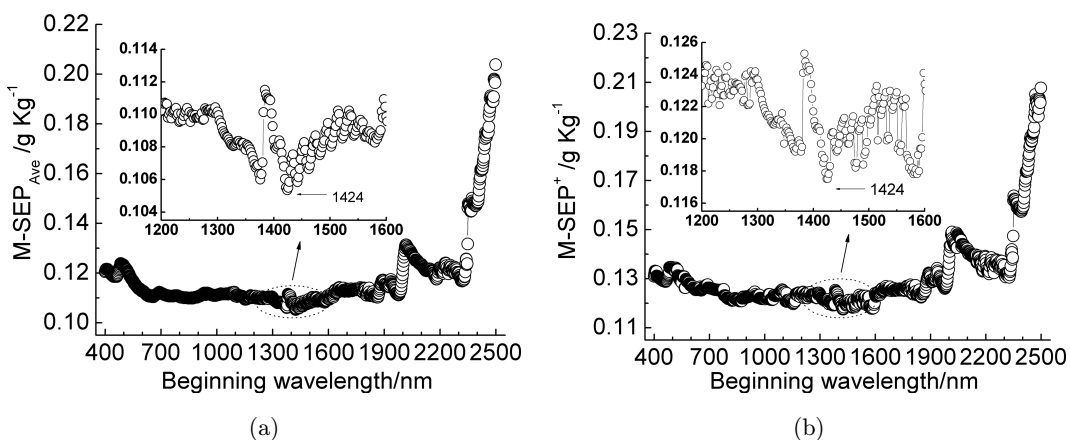 0.22
0.20
0.18
0.16
0.14
0.12
0.10
M-SEP_Ave /g Kg⁻¹
0.114
0.112
0.110
0.108
0.106
0.104
1200 1300 1400 1500 1600
1424
400 700 1000 1300 1600 1900 2200 2500
Beginning wavelength/nm
(a)
0.23
0.21
0.19
0.17
0.15
0.13
0.11
M-SEP⁺ /g Kg⁻¹
0.126
0.124
0.122
0.120
0.118
0.116
1200 1300 1400 1500 1600
1424
400 700 1000 1300 1600 1900 2200 2500
Beginning wavelength/nm
(b)